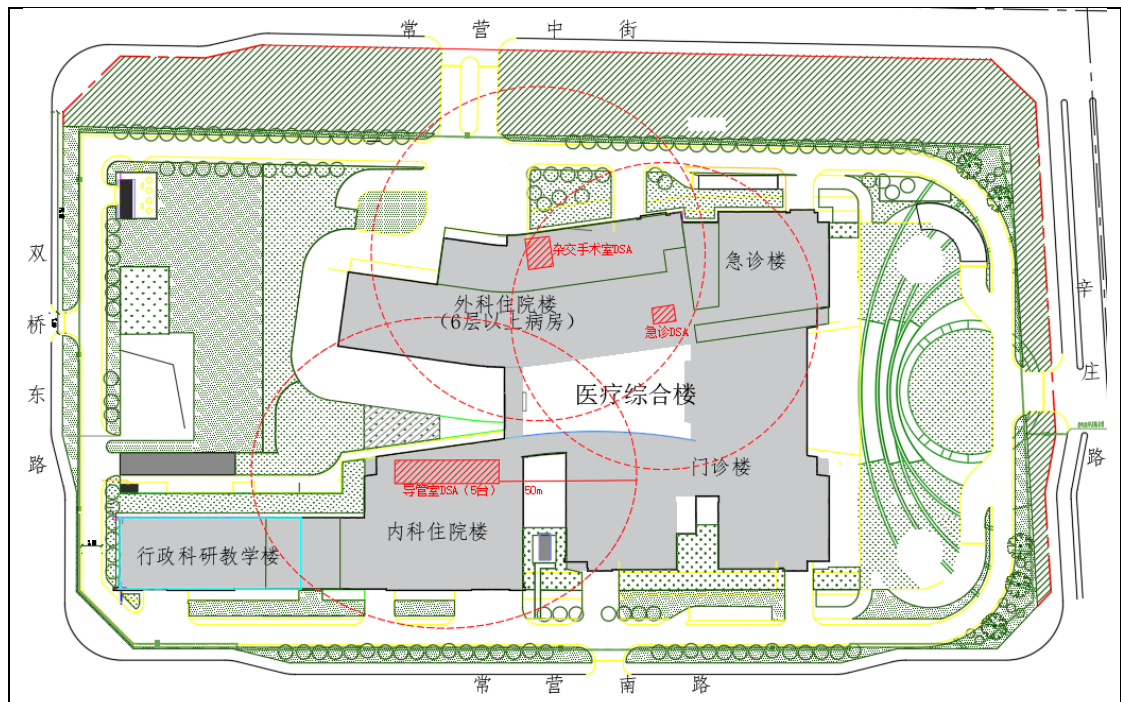 常营中街
双桥东路
辛庄路
杂交手术室DSA
急诊楼
外科住院楼
（6层以上病房）
急诊DSA
医疗综合楼
门诊楼
导管室DSA（5台）
50m
内科住院楼
行政科研教学楼
常营南路